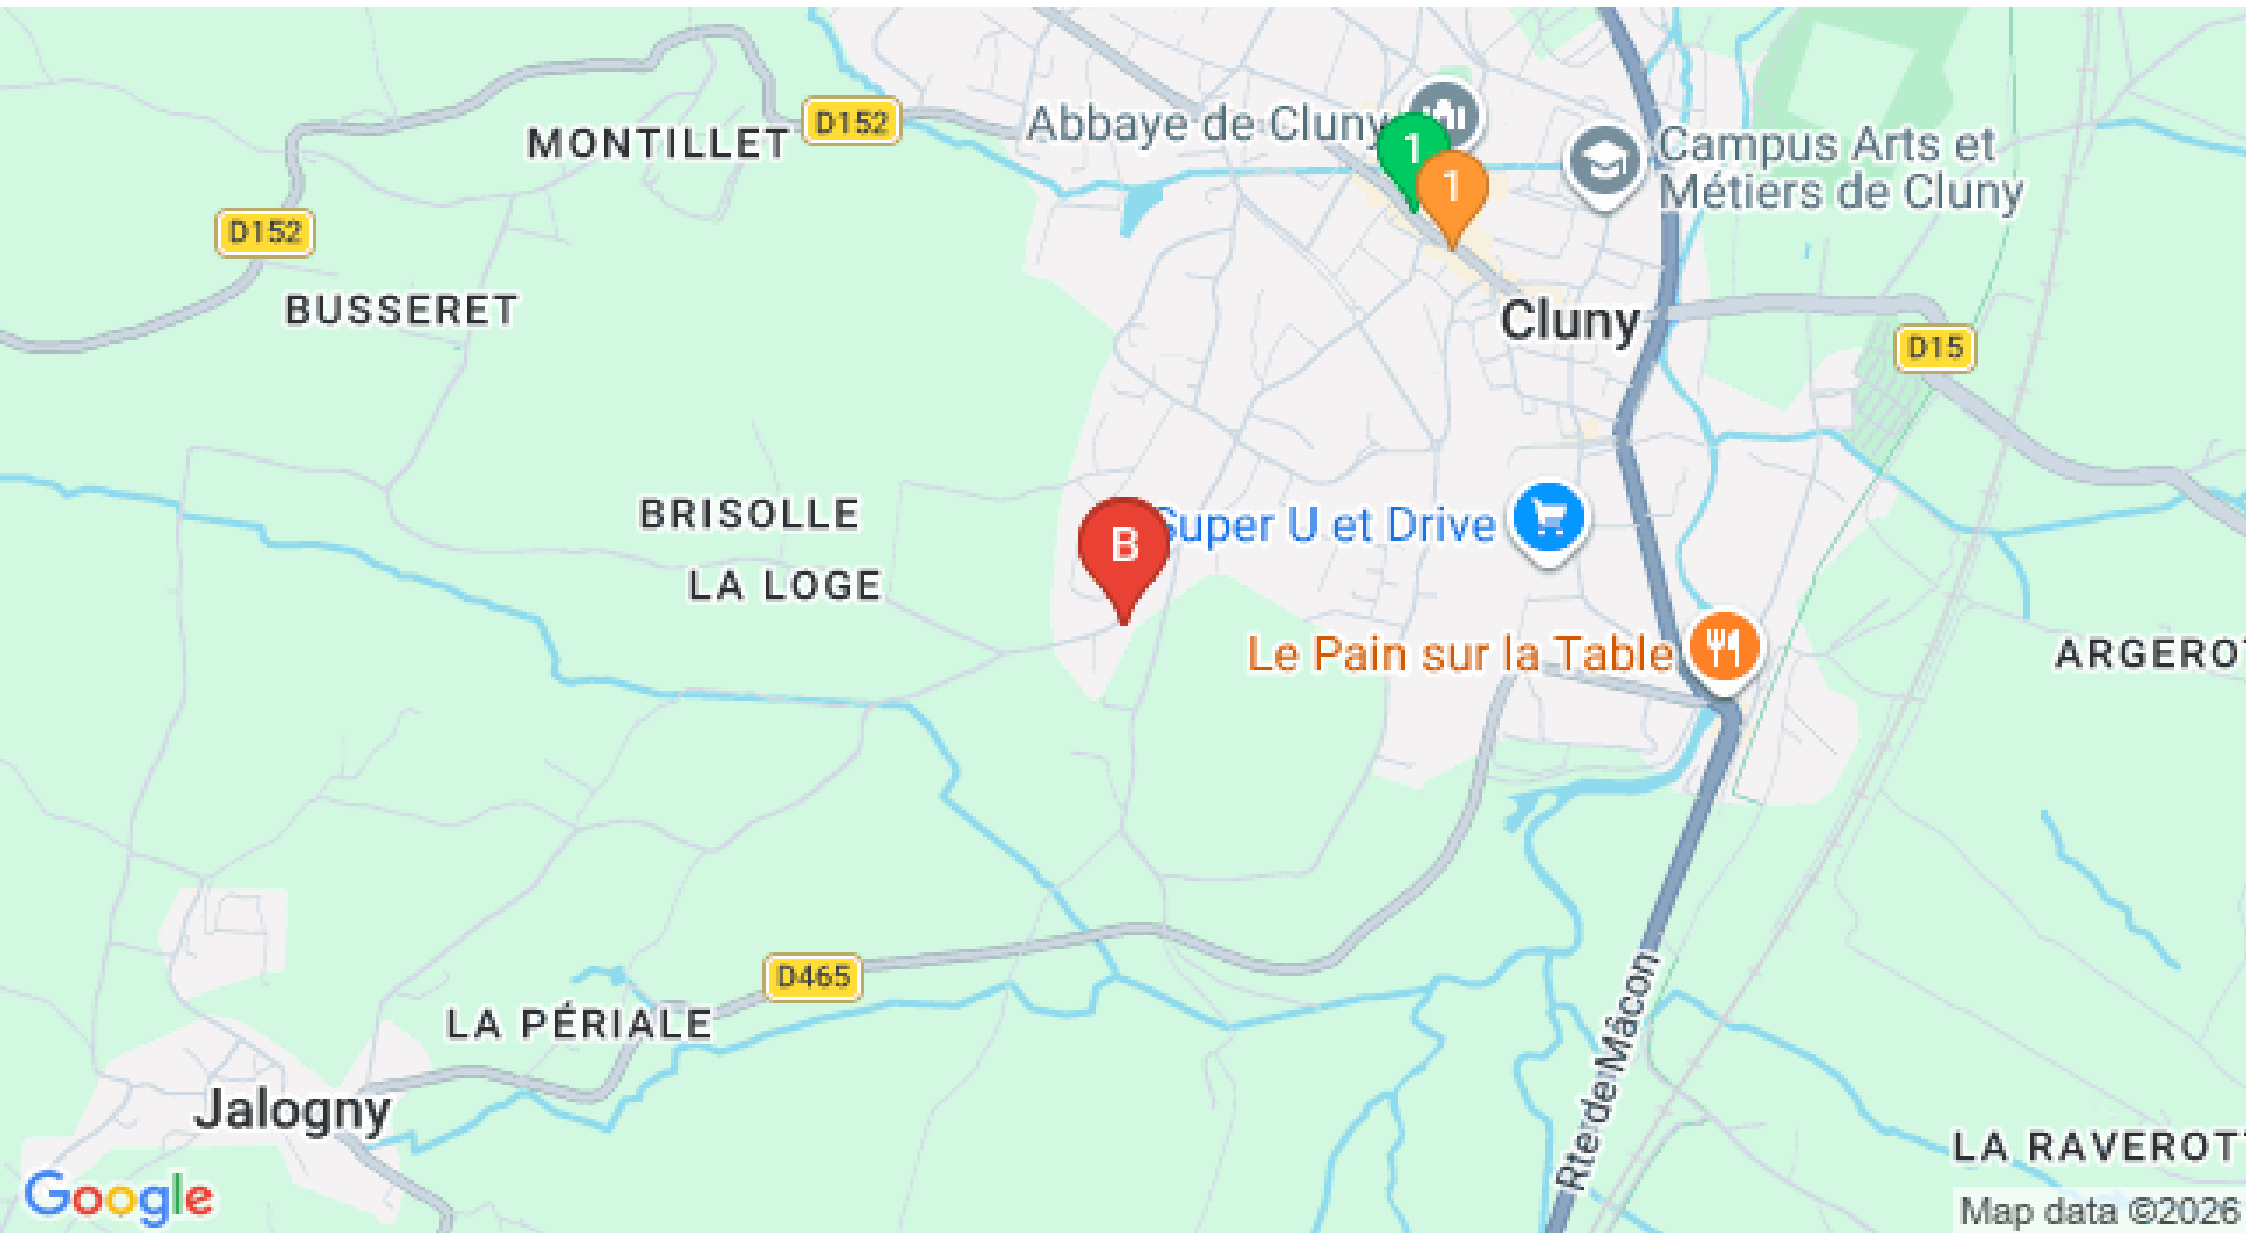 Abbaye de Cluny
1
1
Campus Arts et
Métiers de Cluny
D152
MONTILLET
D152
BUSSERET
Cluny
D15
BRISOLLE
B
Super U et Drive
LA LOGE
Le Pain sur la Table
ARGERO
D465
LA PÉRIALE
Rte de Mâcon
Jalogny
LA RAVEROT
Google
Map data ©2026